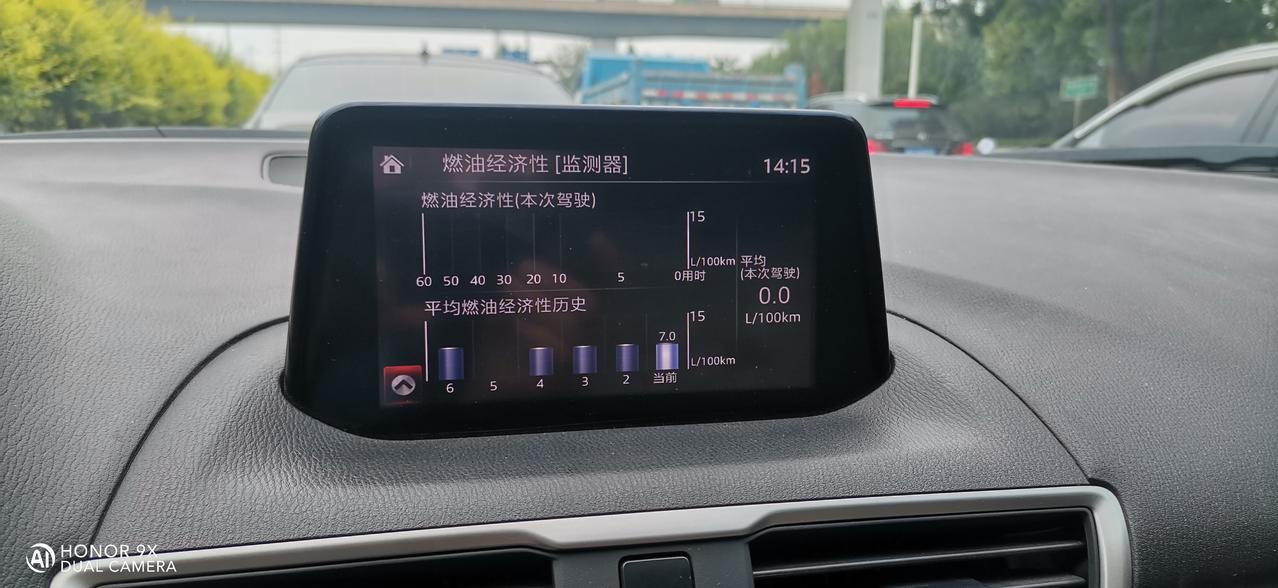 燃油经济性 [监测器] 14:15
燃油经济性(本次驾驶)
15
L/100km
60 50 40 30 20 10 5 0用时
平均
(本次驾驶)
0.0
L/100km
平均燃油经济性历史
15
7.0
L/100km
6 5 4 3 2 当前
AI HONOR 9X
DUAL CAMERA